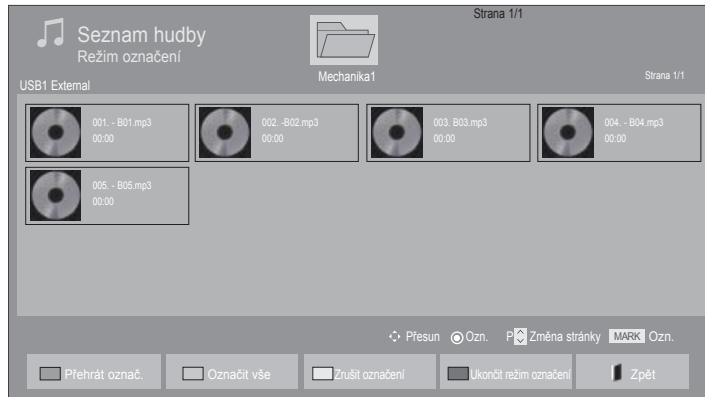 Strana 1/1
Seznam hudby
Režim označení
Mechanika1
Strana 1/1
USB1 External
001. - B01.mp3
00:00
002. -B02.mp3
00:00
003. B03.mp3
00:00
004. - B04.mp3
00:00
005. - B05.mp3
00:00
Přesun Ozn. P Změna stránky MARK Ozn.
Přehrát označ. Označit vše Zrušit označení Ukončit režim označení Zpět